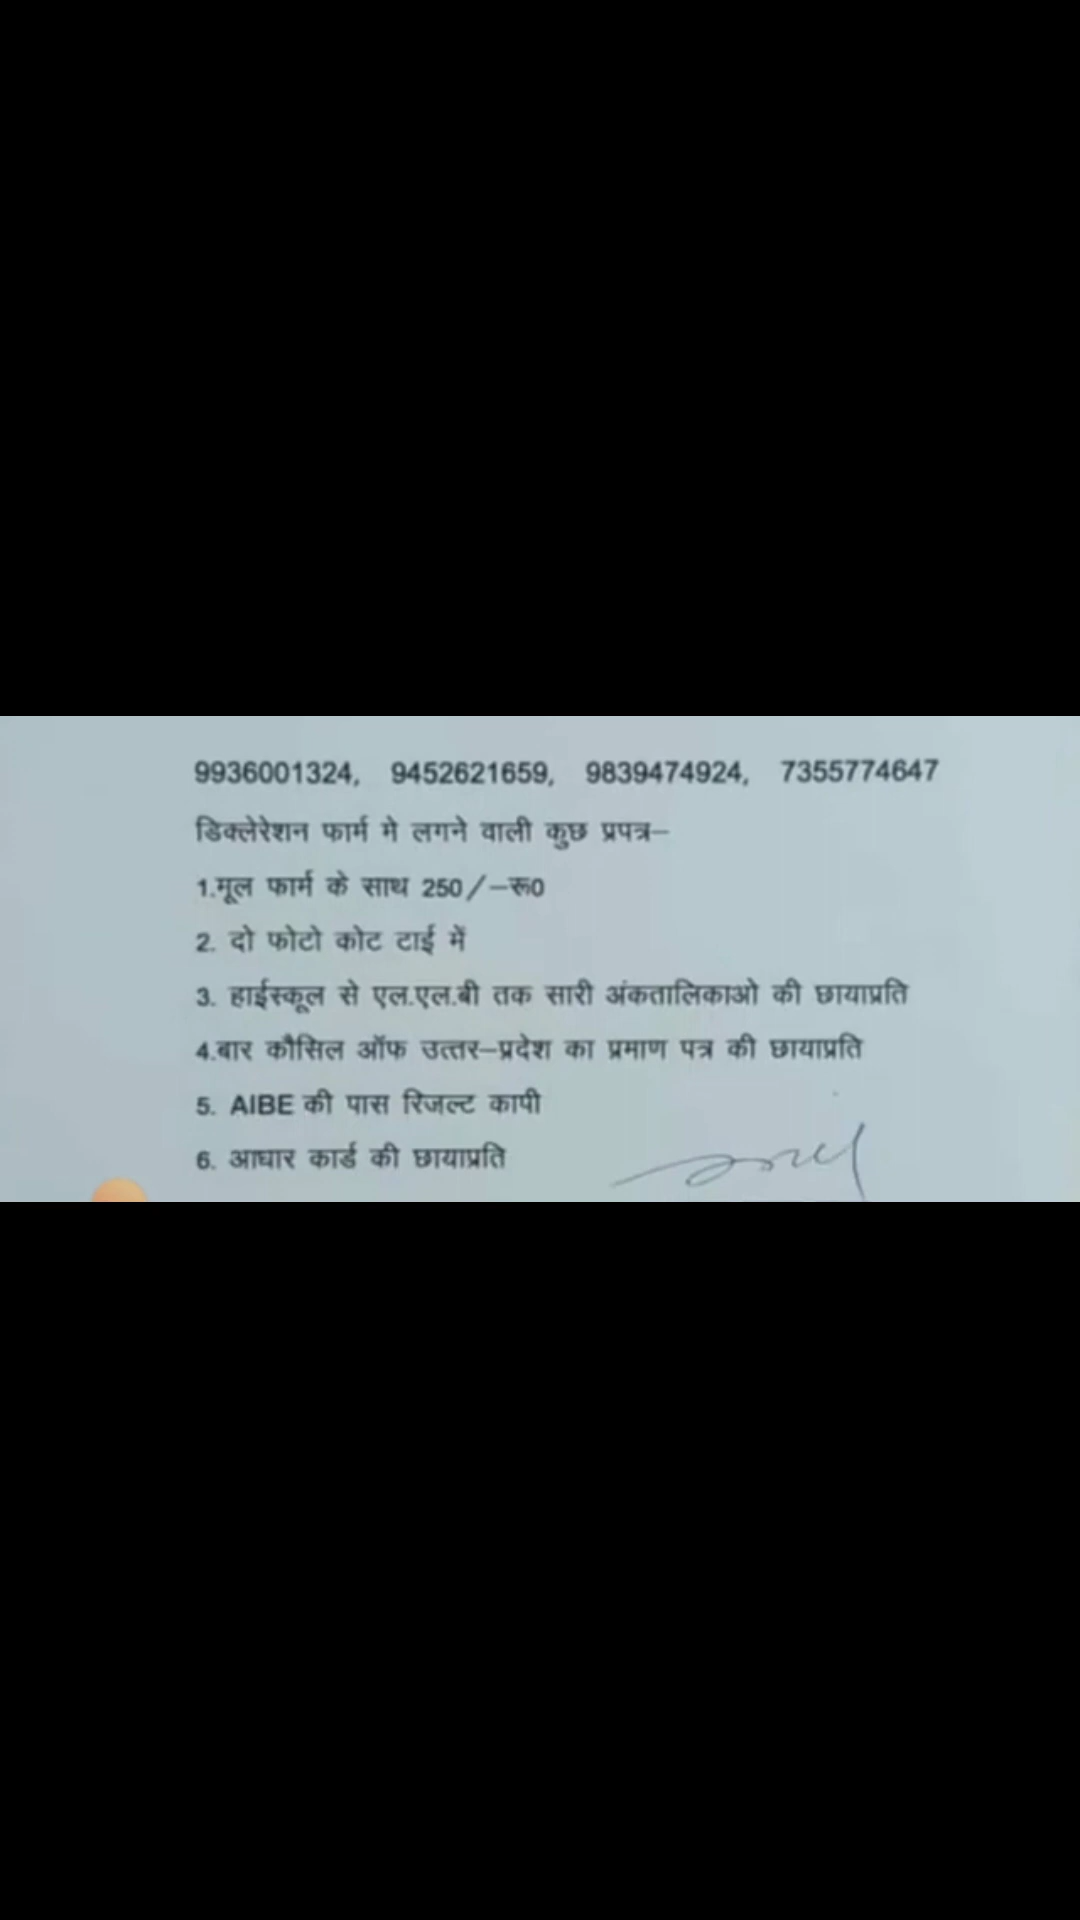 9936001324, 9452621659, 9839474924, 7355774647
डिक्लेरेशन फार्म मे लगने वाली कुछ प्रपत्र–
1.मूल फार्म के साथ 250/–रू0
2. दो फोटो कोट टाई में
3. हाईस्कूल से एल.एल.बी तक सारी अंकतालिकाओ की छायाप्रति
4.बार कौसिल ऑफ उत्तर–प्रदेश का प्रमाण पत्र की छायाप्रति
5. AIBE की पास रिजल्ट कापी
6. आघार कार्ड की छायाप्रति